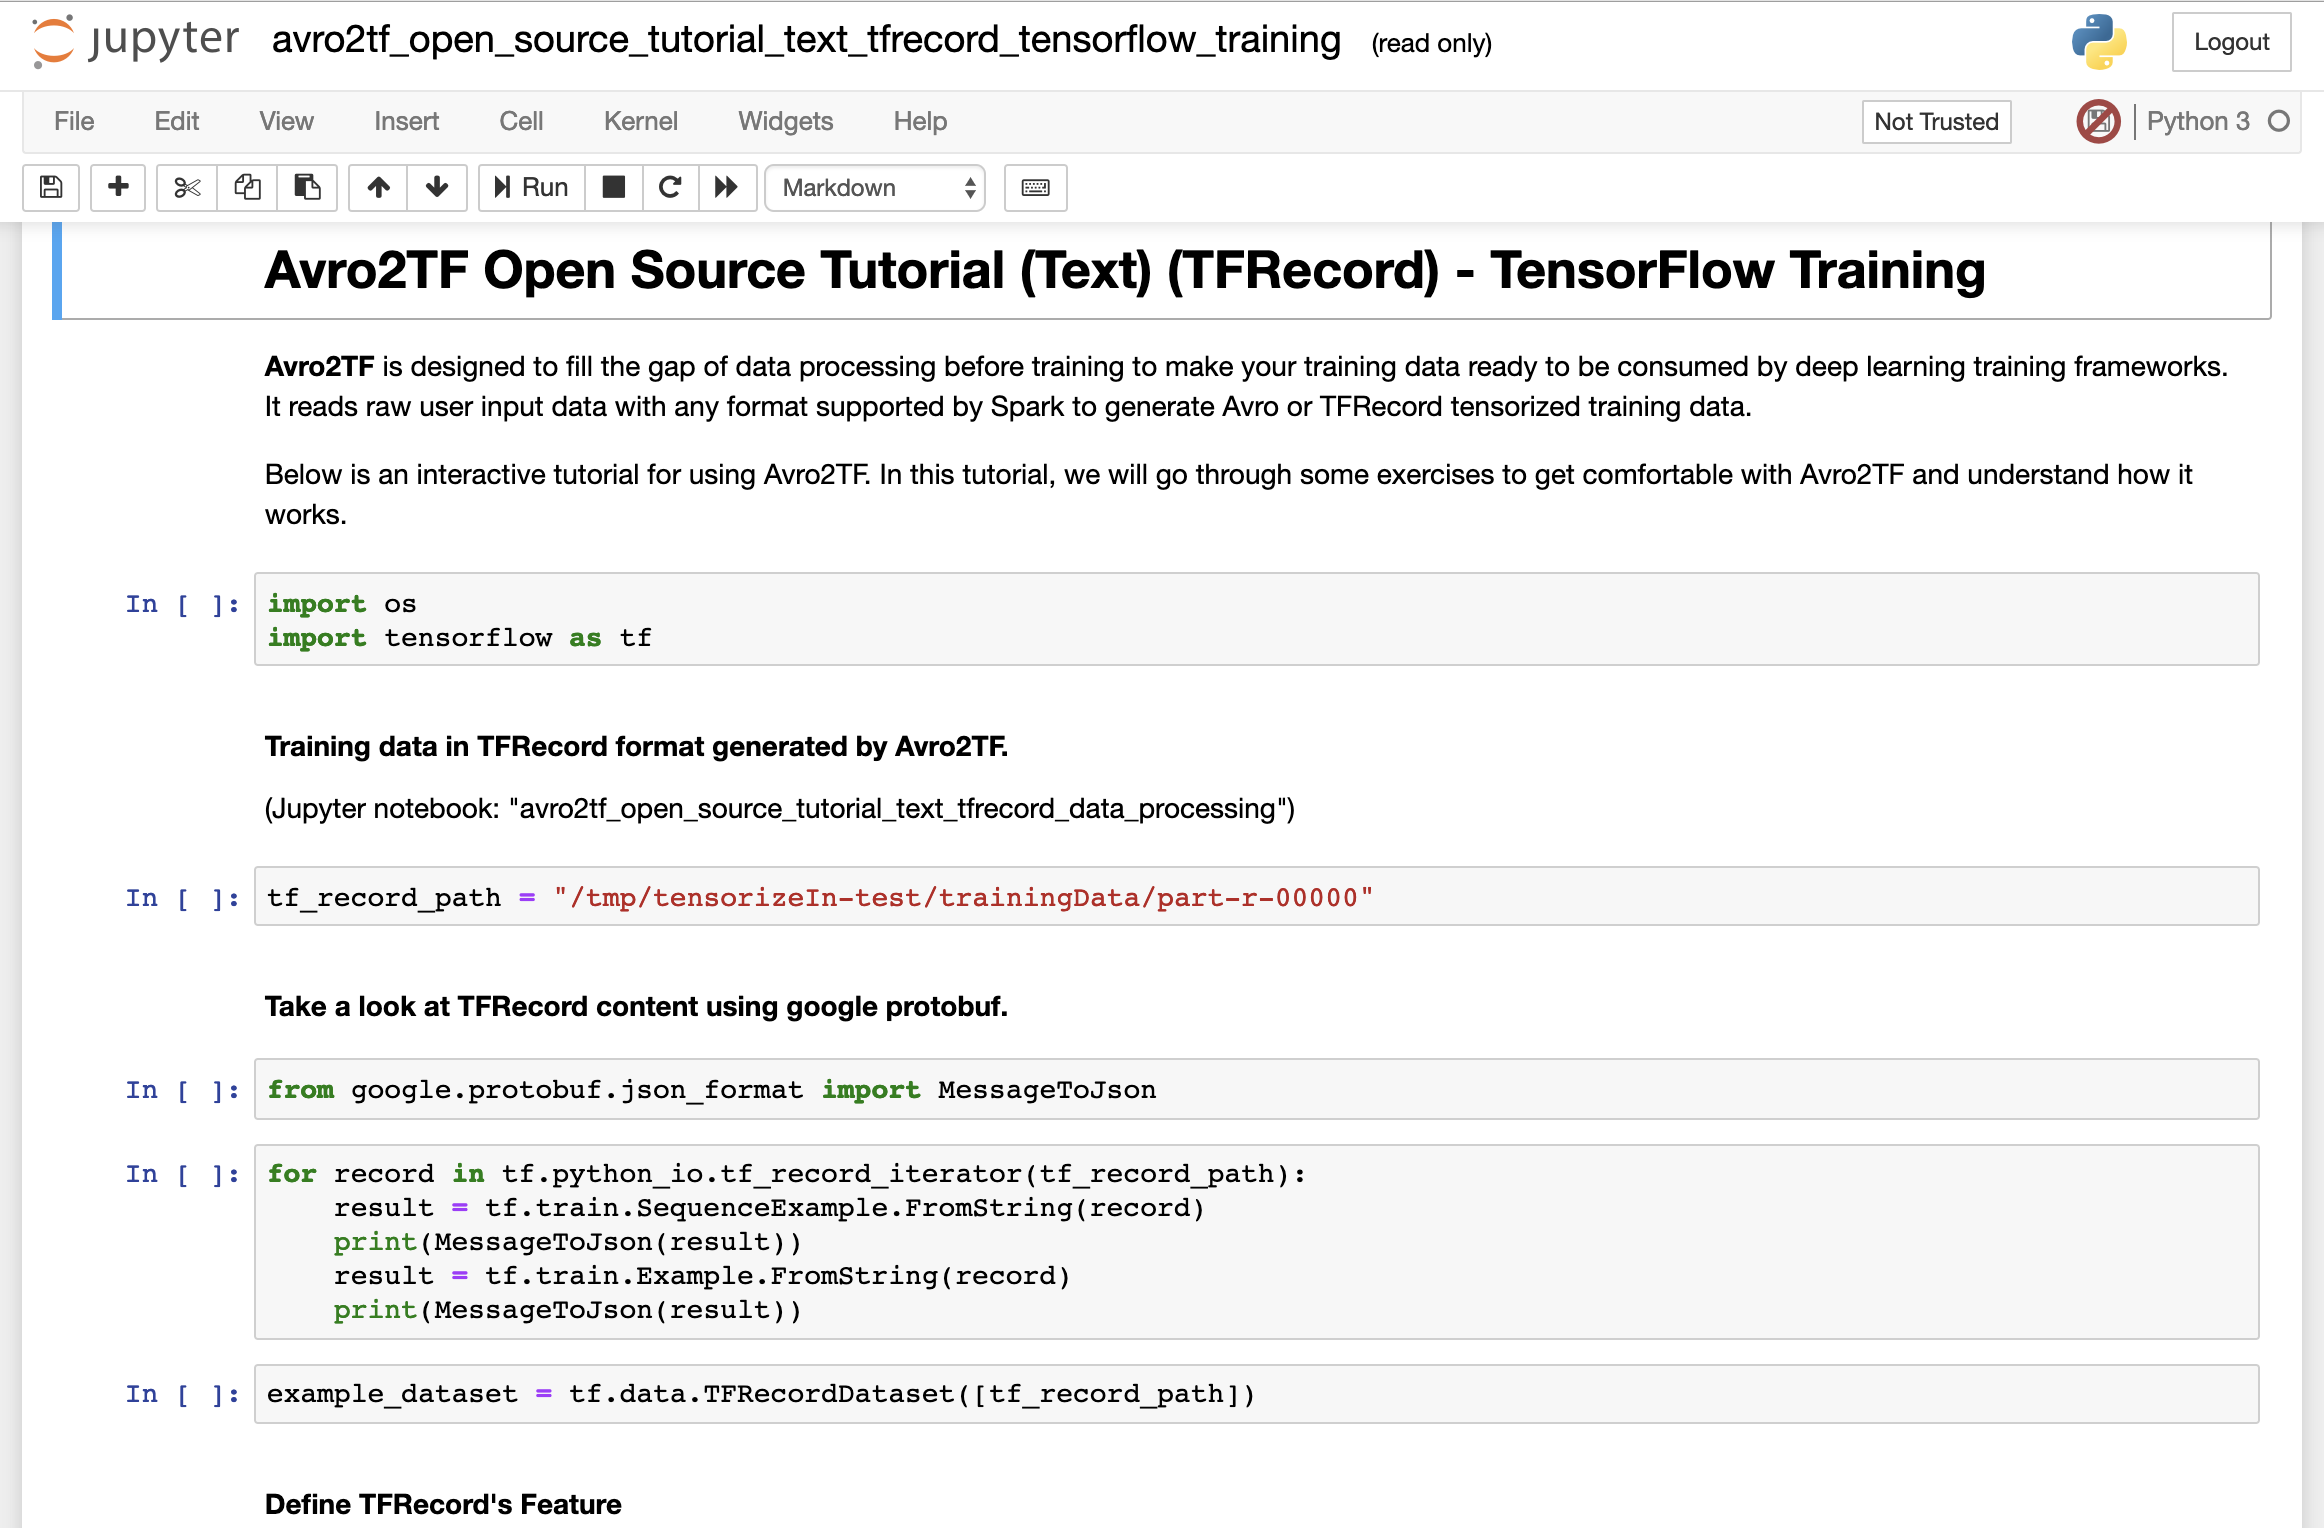 jupyter avro2tf_open_source_tutorial_text_tfrecord_tensorflow_training (read only) Logout
File Edit View Insert Cell Kernel Widgets Help Not Trusted Python 3
Run Markdown
Avro2TF Open Source Tutorial (Text) (TFRecord) - TensorFlow Training
Avro2TF is designed to fill the gap of data processing before training to make your training data ready to be consumed by deep learning training frameworks.
It reads raw user input data with any format supported by Spark to generate Avro or TFRecord tensorized training data.
Below is an interactive tutorial for using Avro2TF. In this tutorial, we will go through some exercises to get comfortable with Avro2TF and understand how it
works.
In [ ]: import os
import tensorflow as tf
Training data in TFRecord format generated by Avro2TF.
(Jupyter notebook: "avro2tf_open_source_tutorial_text_tfrecord_data_processing")
In [ ]: tf_record_path = "/tmp/tensorizeIn-test/trainingData/part-r-00000"
Take a look at TFRecord content using google protobuf.
In [ ]: from google.protobuf.json_format import MessageToJson
In [ ]: for record in tf.python_io.tf_record_iterator(tf_record_path):
    result = tf.train.SequenceExample.FromString(record)
    print(MessageToJson(result))
    result = tf.train.Example.FromString(record)
    print(MessageToJson(result))
In [ ]: example_dataset = tf.data.TFRecordDataset([tf_record_path])
Define TFRecord's Feature